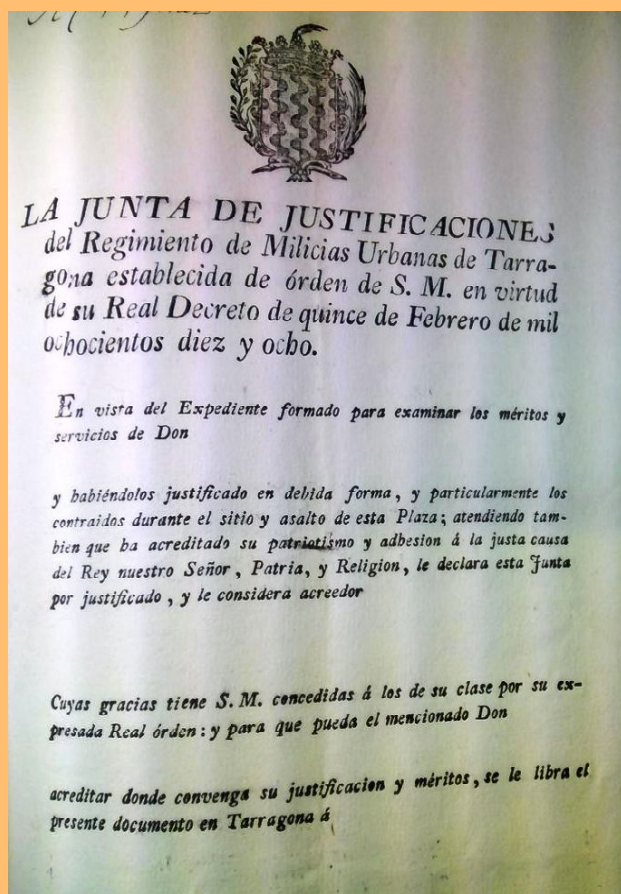 LA JUNTA DE JUSTIFICACIONES
del Regimiento de Milicias Urbanas de Tarra-
gona establecida de órden de S. M. en virtud
de su Real Decreto de quince de Febrero de mil
ochocientos diez y ocho.
En vista del Expediente formado para examinar los méritos y
servicios de Don
y habiéndolos justificado en debida forma, y particularmente los
contraidos durante el sitio y asalto de esta Plaza; atendiendo tam-
bien que ha acreditado su patriotismo y adhesion á la justa causa
del Rey nuestro Señor, Patria, y Religion, le declara esta Junta
por justificado, y le considera acreedor
Cuyas gracias tiene S. M. concedidas á los de su clase por su ex-
presada Real órden: y para que pueda el mencionado Don
acreditar donde convenga su justificacion y méritos, se le libra el
presente documento en Tarragona á